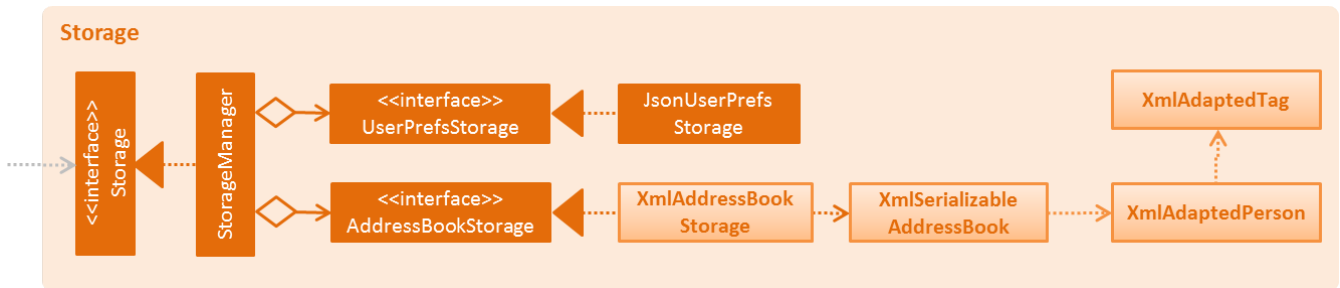 Storage
<<interface>>
Storage
StorageManager
<<interface>>
UserPrefsStorage
JsonUserPrefs
Storage
XmlAdaptedTag
<<interface>>
AddressBookStorage
XmlAddressBook
Storage
XmlSerializable
AddressBook
XmlAdaptedPerson